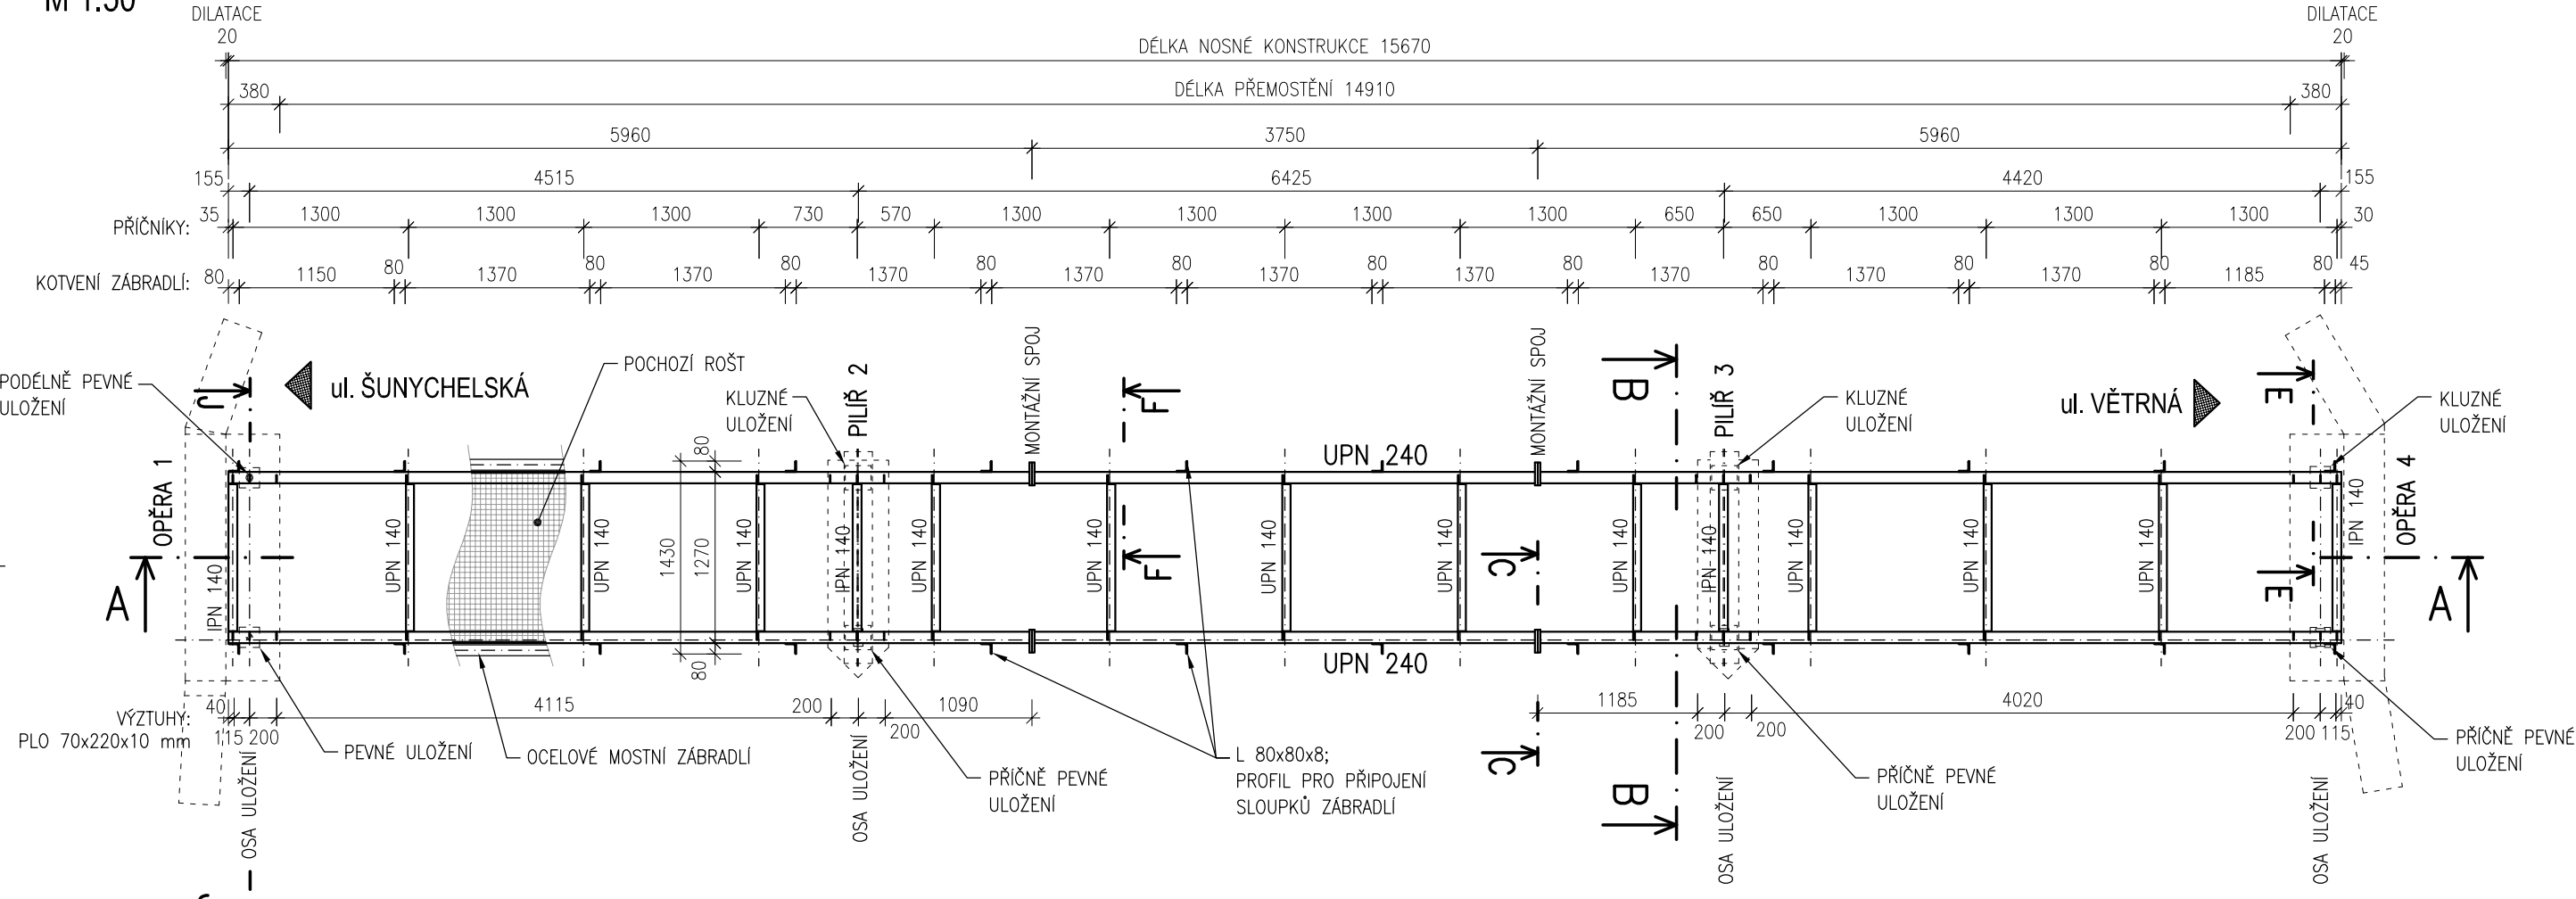 DILATACE
DILATACE
20
DÉLKA NOSNÉ KONSTRUKCE 15670
20
380
DÉLKA PŘEMOSTĚNÍ 14910
380
5960
3750
5960
155
4515
6425
4420
155
PŘÍČNÍKY:
35
1300
1300
1300
730
570
1300
1300
1300
1300
650
650
1300
1300
1300
30
KOTVENÍ ZÁBRADLÍ:
80
1150
80
1370
80
1370
80
1370
80
1370
80
1370
80
1370
80
1370
80
1370
80
1370
80
1185
80
45
PODÉLNĚ PEVNÉ
ULOŽENÍ
J
ul. ŠUNYCHELSKÁ
POCHOZÍ ROŠT
KLUZNÉ
ULOŽENÍ
PILÍŘ 2
MONTÁŽNÍ SPOJ
F
MONTÁŽNÍ SPOJ
B
PILÍŘ 3
KLUZNÉ
ULOŽENÍ
ul. VĚTRNÁ
E
KLUZNÉ
ULOŽENÍ
OPĚRA 1
80
UPN 240
OPĚRA 4
A
IPN 140
UPN 140
UPN 140
1430
1270
UPN 140
IPN 140
UPN 140
UPN 140
F
UPN 140
UPN 140
C
UPN 140
IPN 140
UPN 140
UPN 140
UPN 140
E
IPN 140
A
80
UPN 240
VÝZTUHY:
PLO 70x220x10 mm
40
115
200
4115
200
200
1090
1185
200
200
4020
200
115
40
OSA ULOŽENÍ
PEVNÉ ULOŽENÍ
OCELOVÉ MOSTNÍ ZÁBRADLÍ
OSA ULOŽENÍ
PŘÍČNĚ PEVNÉ
ULOŽENÍ
L 80x80x8;
PROFIL PRO PŘIPOJENÍ
SLOUPKŮ ZÁBRADLÍ
C
B
OSA ULOŽENÍ
PŘÍČNĚ PEVNÉ
ULOŽENÍ
OSA ULOŽENÍ
PŘÍČNĚ PEVNÉ
ULOŽENÍ